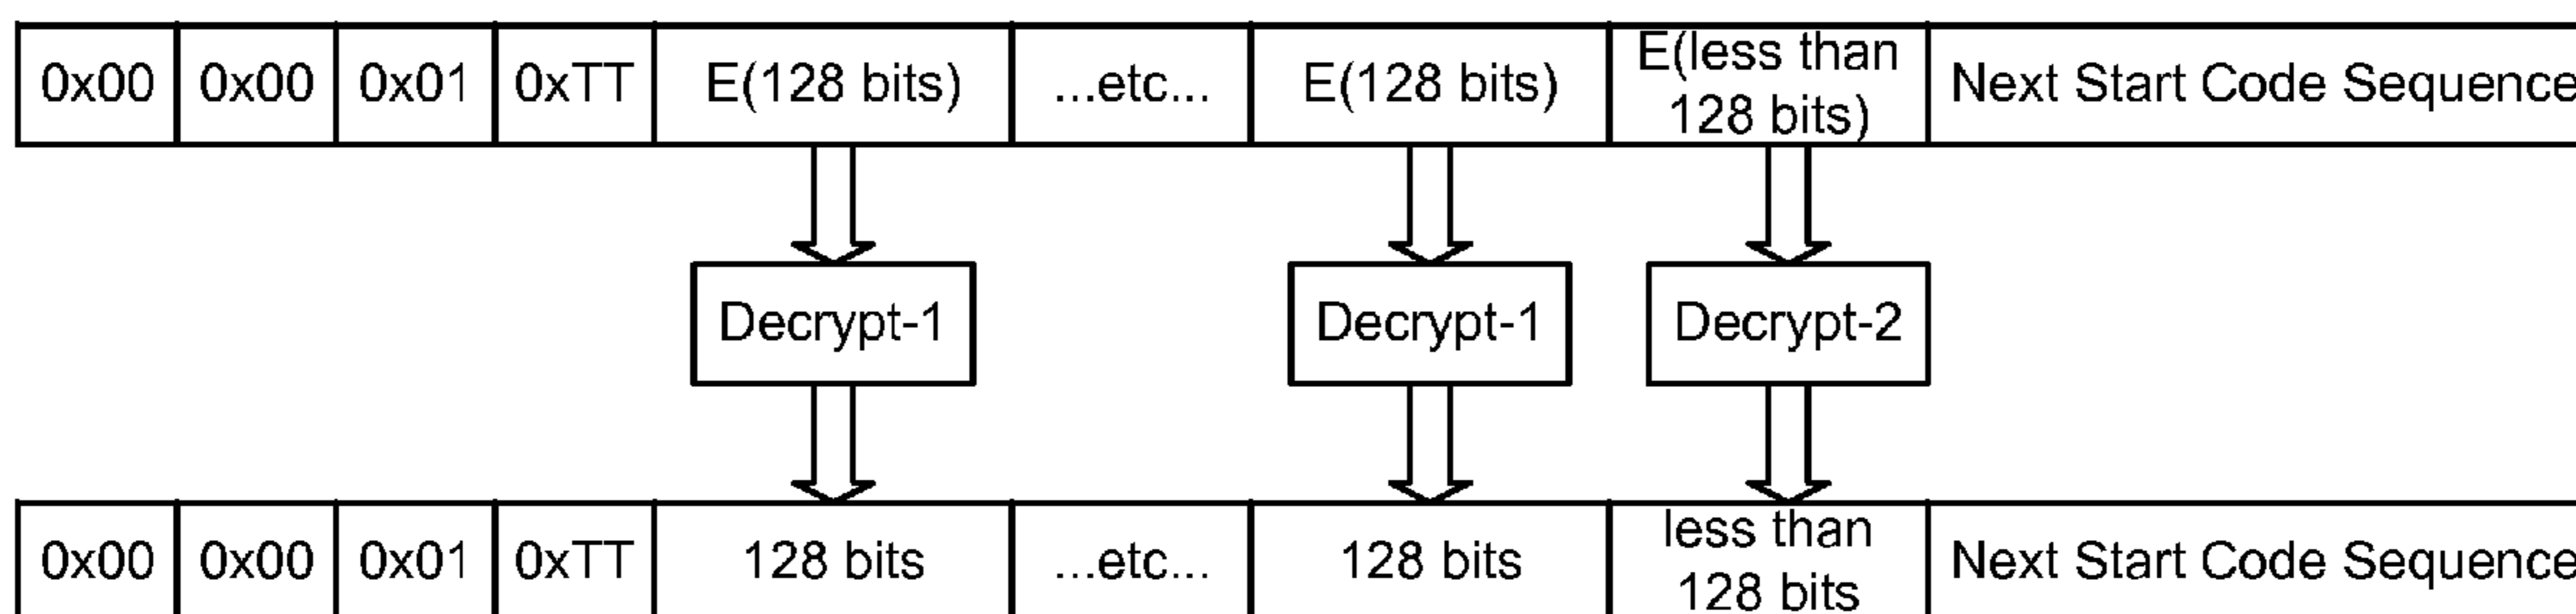 0x00 0x00 0x01 0xTT E(128 bits) ...etc... E(128 bits) E(less than
128 bits) Next Start Code Sequence
Decrypt-1 Decrypt-1 Decrypt-2
0x00 0x00 0x01 0xTT 128 bits ...etc... 128 bits less than
128 bits Next Start Code Sequence